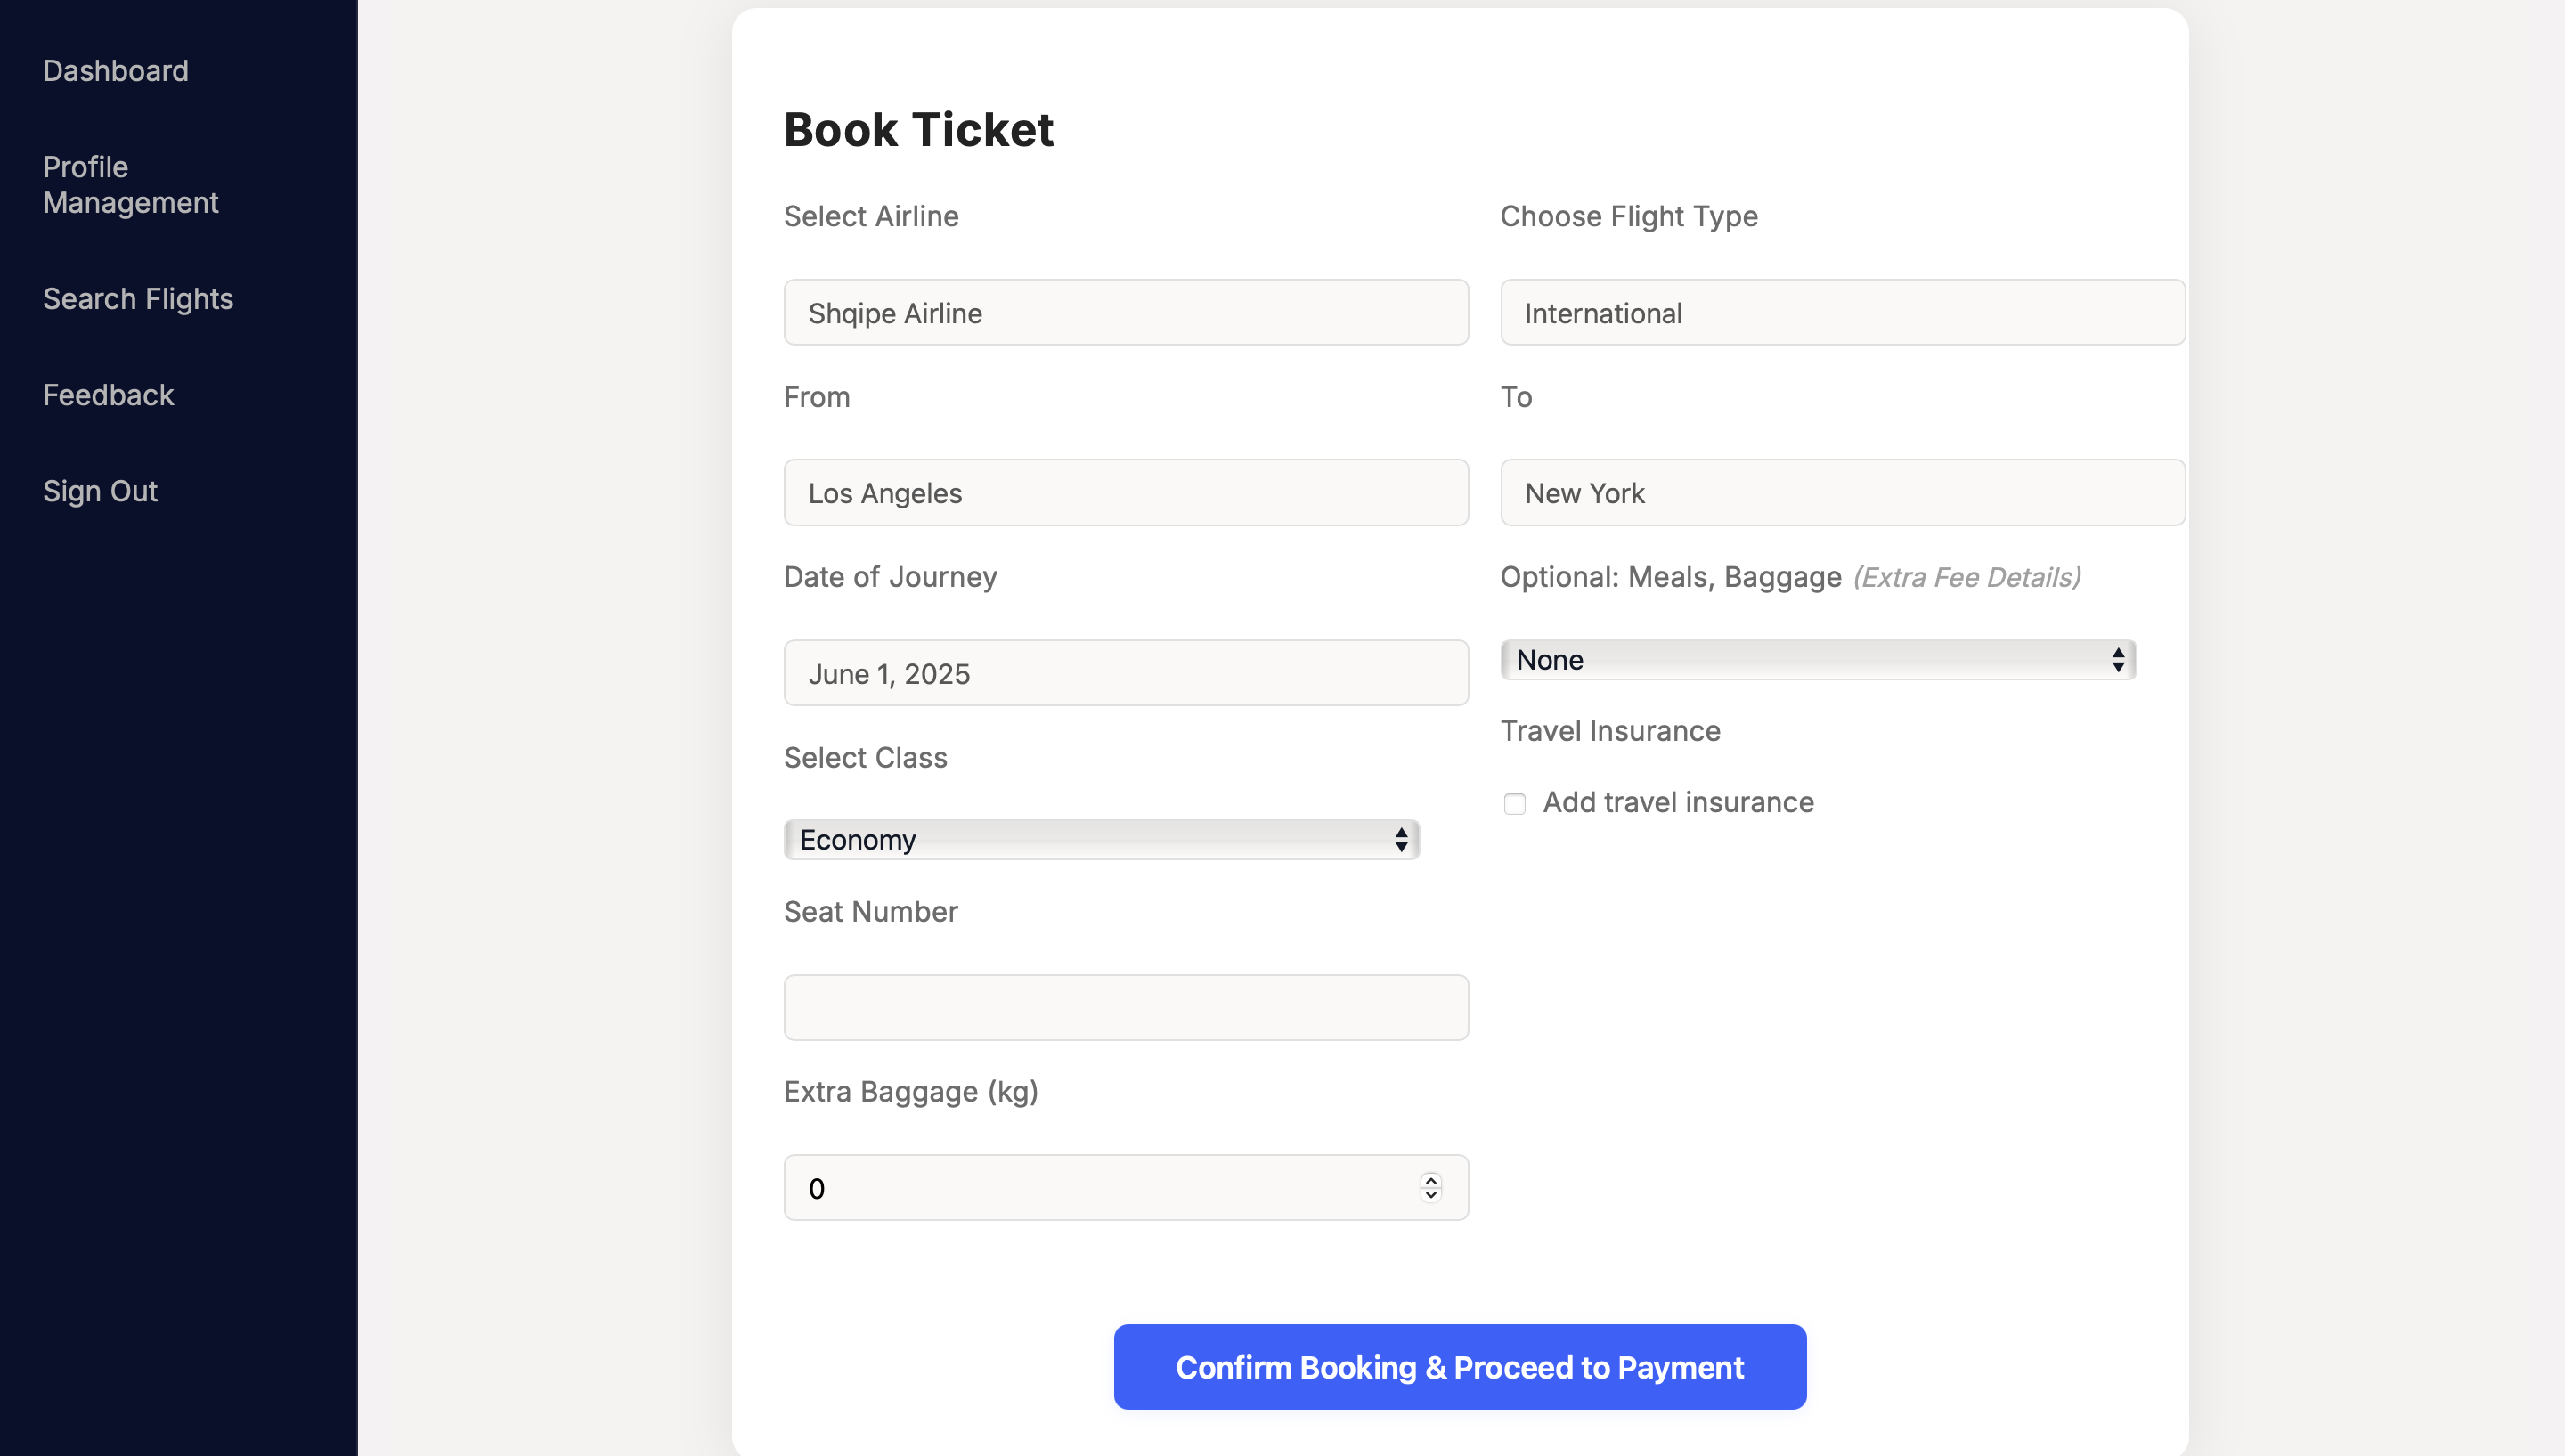 Dashboard
Profile
Management
Search Flights
Feedback
Sign Out
Book Ticket
Select Airline
Shqipe Airline
Choose Flight Type
International
From
Los Angeles
To
New York
Date of Journey
June 1, 2025
Optional: Meals, Baggage (Extra Fee Details)
None
Travel Insurance
Add travel insurance
Select Class
Economy
Seat Number
Extra Baggage (kg)
0
Confirm Booking & Proceed to Payment